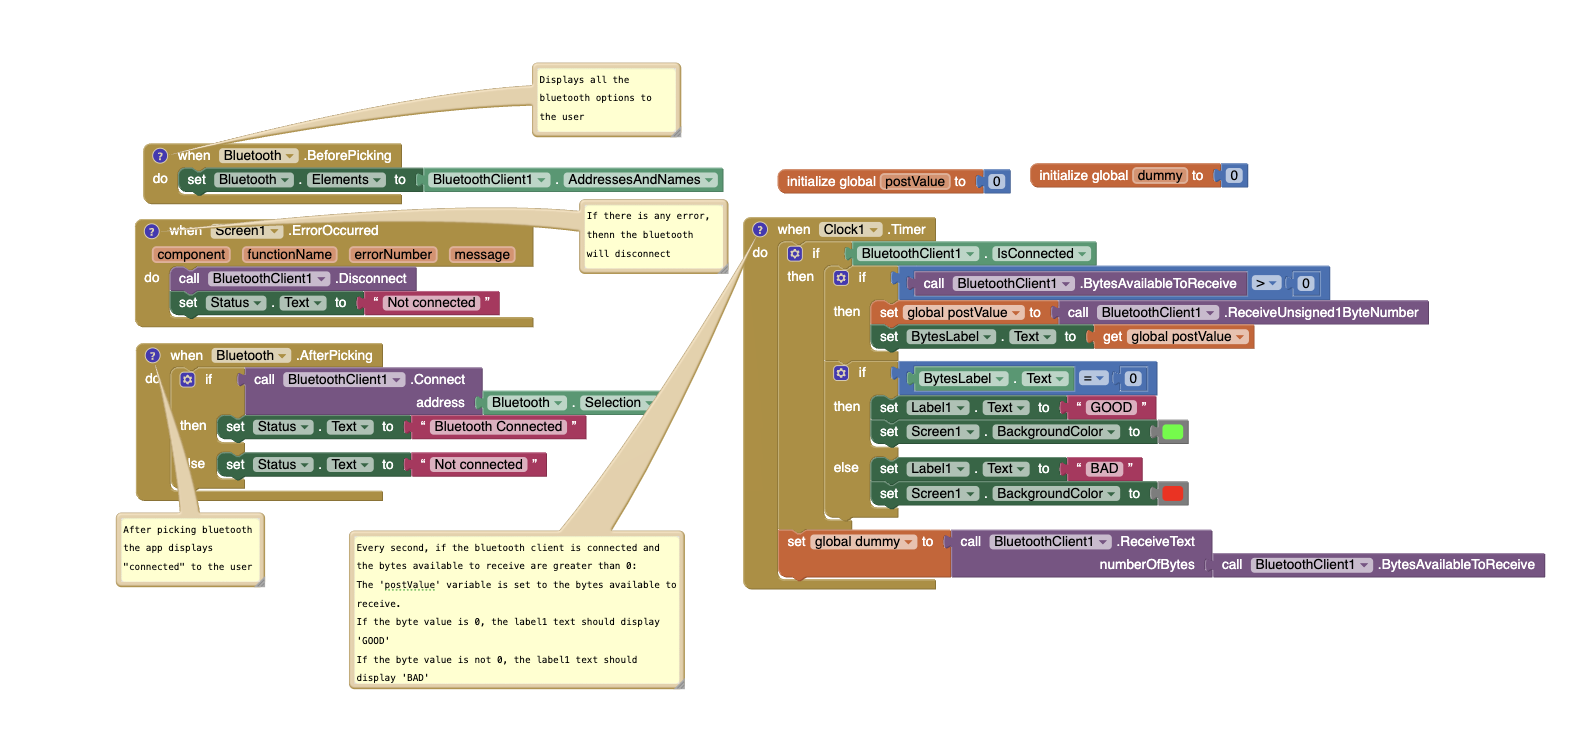 Displays all the
bluetooth options to
the user
? when Bluetooth .BeforePicking
do set Bluetooth . Elements to BluetoothClient1 . AddressesAndNames
If there is any error,
thenn the bluetooth
will disconnect
? when Screen1 .ErrorOccurred
component functionName errorNumber message
do call BluetoothClient1 .Disconnect
set Status . Text to “ Not connected ”
? when Bluetooth .AfterPicking
do if call BluetoothClient1 .Connect
address Bluetooth . Selection
then set Status . Text to “ Bluetooth Connected ”
set Status . Text to “ Not connected ”
After picking bluetooth
the app displays
"connected" to the user
Every second, if the bluetooth client is connected and
the bytes available to receive are greater than 0:
The 'postValue' variable is set to the bytes available to
receive.
If the byte value is 0, the label1 text should display
'GOOD'
If the byte value is not 0, the label1 text should
display 'BAD'
initialize global postValue to 0
initialize global dummy to 0
? when Clock1 .Timer
do if BluetoothClient1 . IsConnected
then if call BluetoothClient1 .BytesAvailableToReceive > 0
then set global postValue to call BluetoothClient1 .ReceiveUnsigned1ByteNumber
set BytesLabel . Text to get global postValue
if BytesLabel . Text = 0
then set Label1 . Text to “ GOOD ”
set Screen1 . BackgroundColor to
else set Label1 . Text to “ BAD ”
set Screen1 . BackgroundColor to
set global dummy to call BluetoothClient1 .ReceiveText
numberOfBytes call BluetoothClient1 .BytesAvailableToReceive